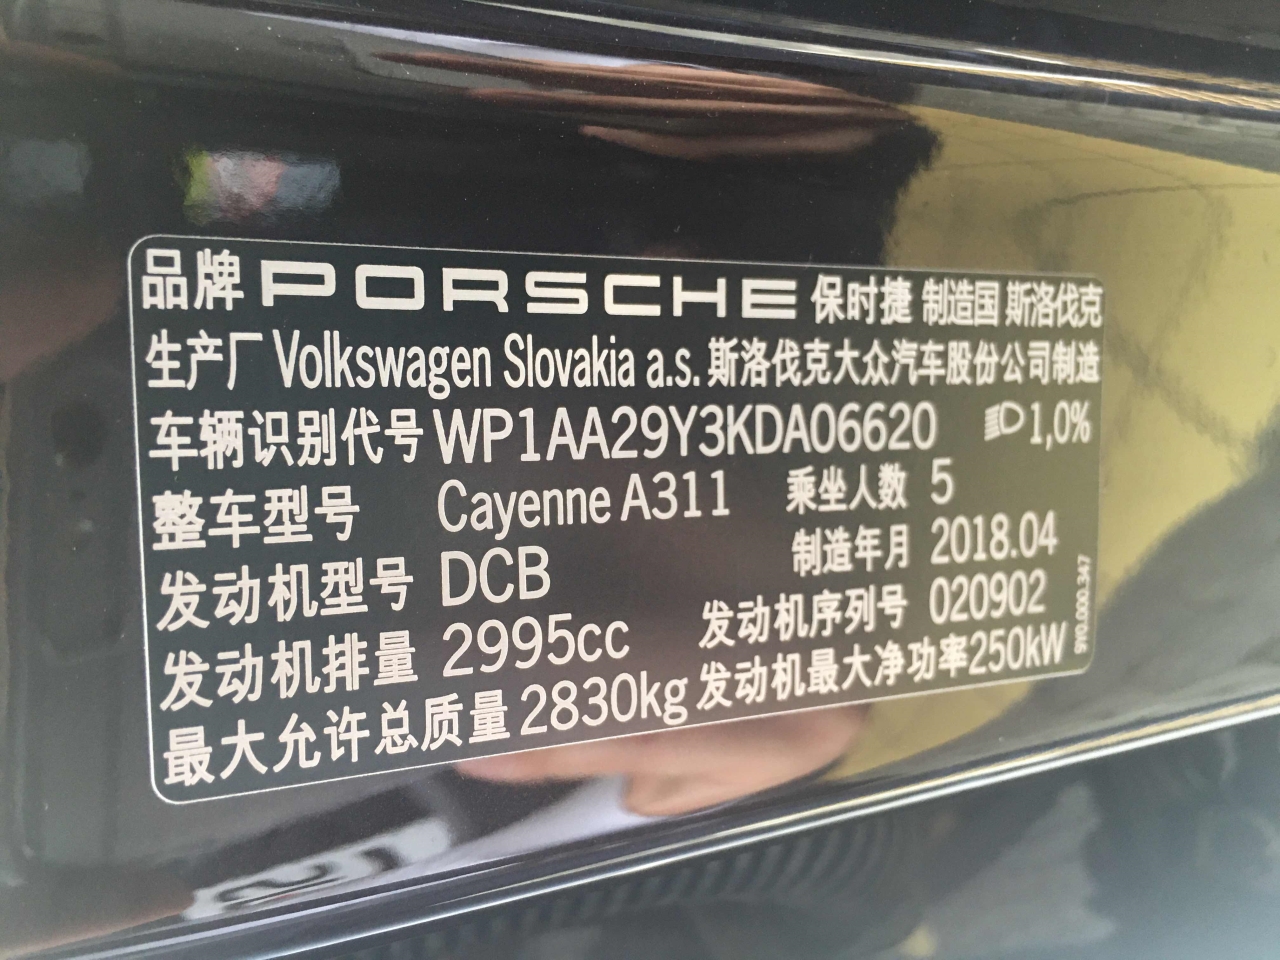 品牌 PORSCHE 保时捷 制造国 斯洛伐克
生产厂 Volkswagen Slovakia a.s. 斯洛伐克大众汽车股份公司制造
车辆识别代号 WP1AA29Y3KDA06620 1,0%
整车型号 Cayenne A311 乘坐人数 5
发动机型号 DCB 制造年月 2018.04
发动机排量 2995cc 发动机序列号 020902
最大允许总质量 2830kg 发动机最大净功率 250kW
9Y0.000.347